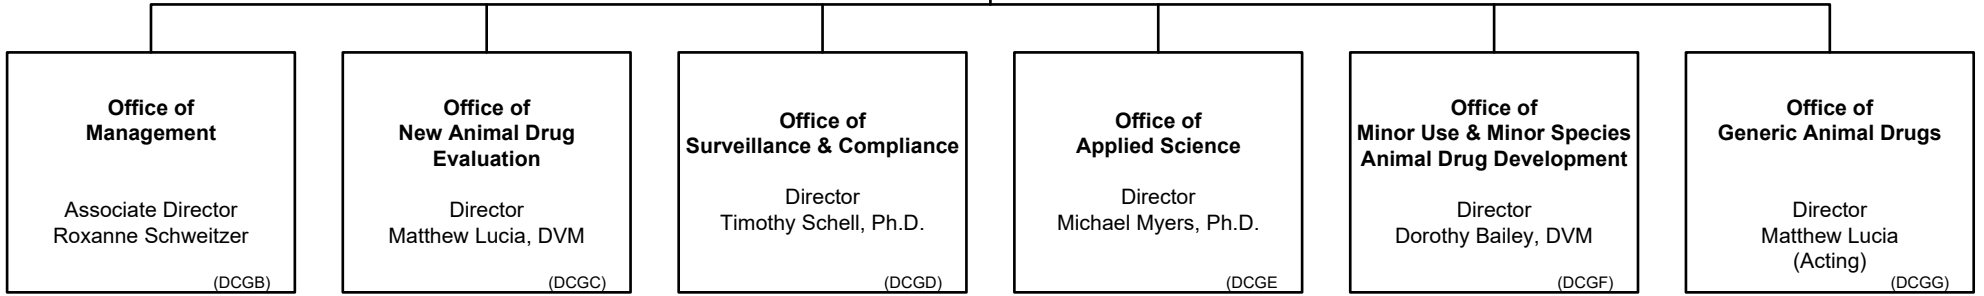 Office of
Management
Associate Director
Roxanne Schweitzer
(DCGB)
Office of
New Animal Drug
Evaluation
Director
Matthew Lucia, DVM
(DCGC)
Office of
Surveillance & Compliance
Director
Timothy Schell, Ph.D.
(DCGD)
Office of
Applied Science
Director
Michael Myers, Ph.D.
(DCGE
Office of
Minor Use & Minor Species
Animal Drug Development
Director
Dorothy Bailey, DVM
(DCGF)
Office of
Generic Animal Drugs
Director
Matthew Lucia
(Acting)
(DCGG)